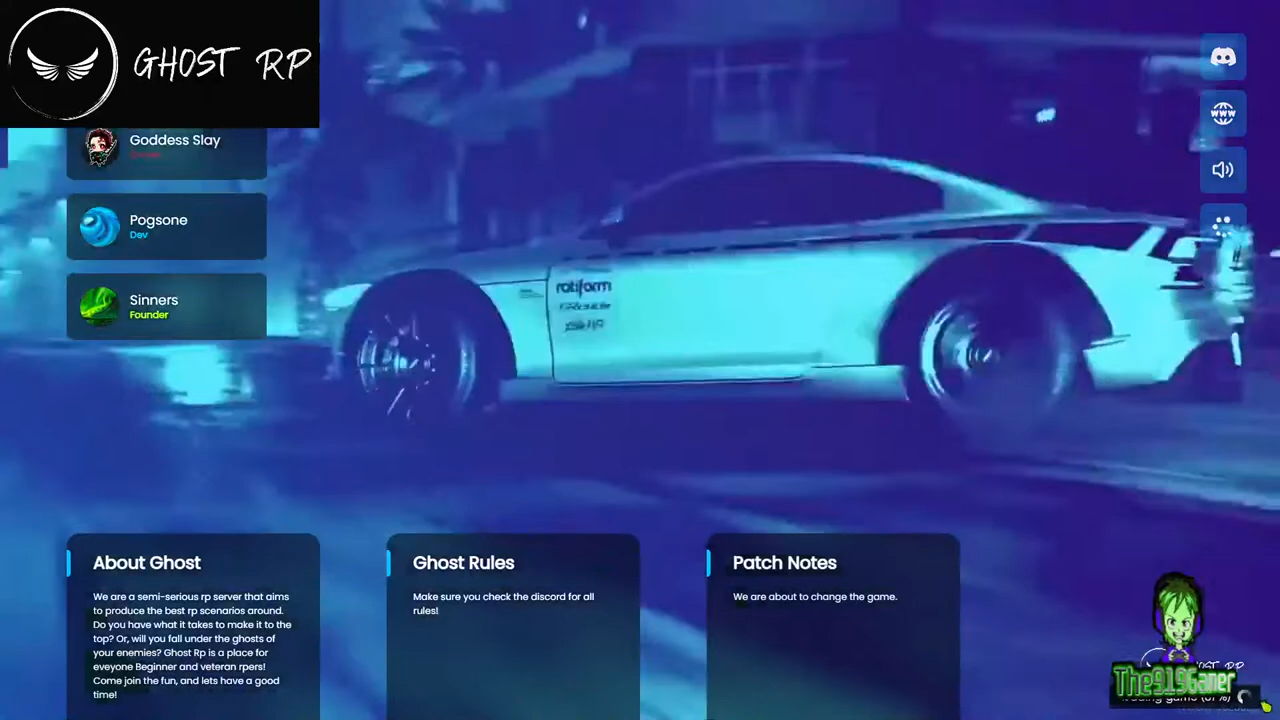 GHOST RP
Goddess Slay
Pogsone
Dev
Sinners
Founder
rotiform
About Ghost
We are a semi-serious rp server that aims
to produce the best rp scenarios around.
Do you have what it takes to make it to the
top? Or, will you fall under the ghosts of
your enemies? Ghost Rp is a place for
eveyone Beginner and veteran rpers!
Come join the fun, and lets have a good
time!
Ghost Rules
Make sure you check the discord for all
rules!
Patch Notes
We are about to change the game.
WWW
The919Gamer